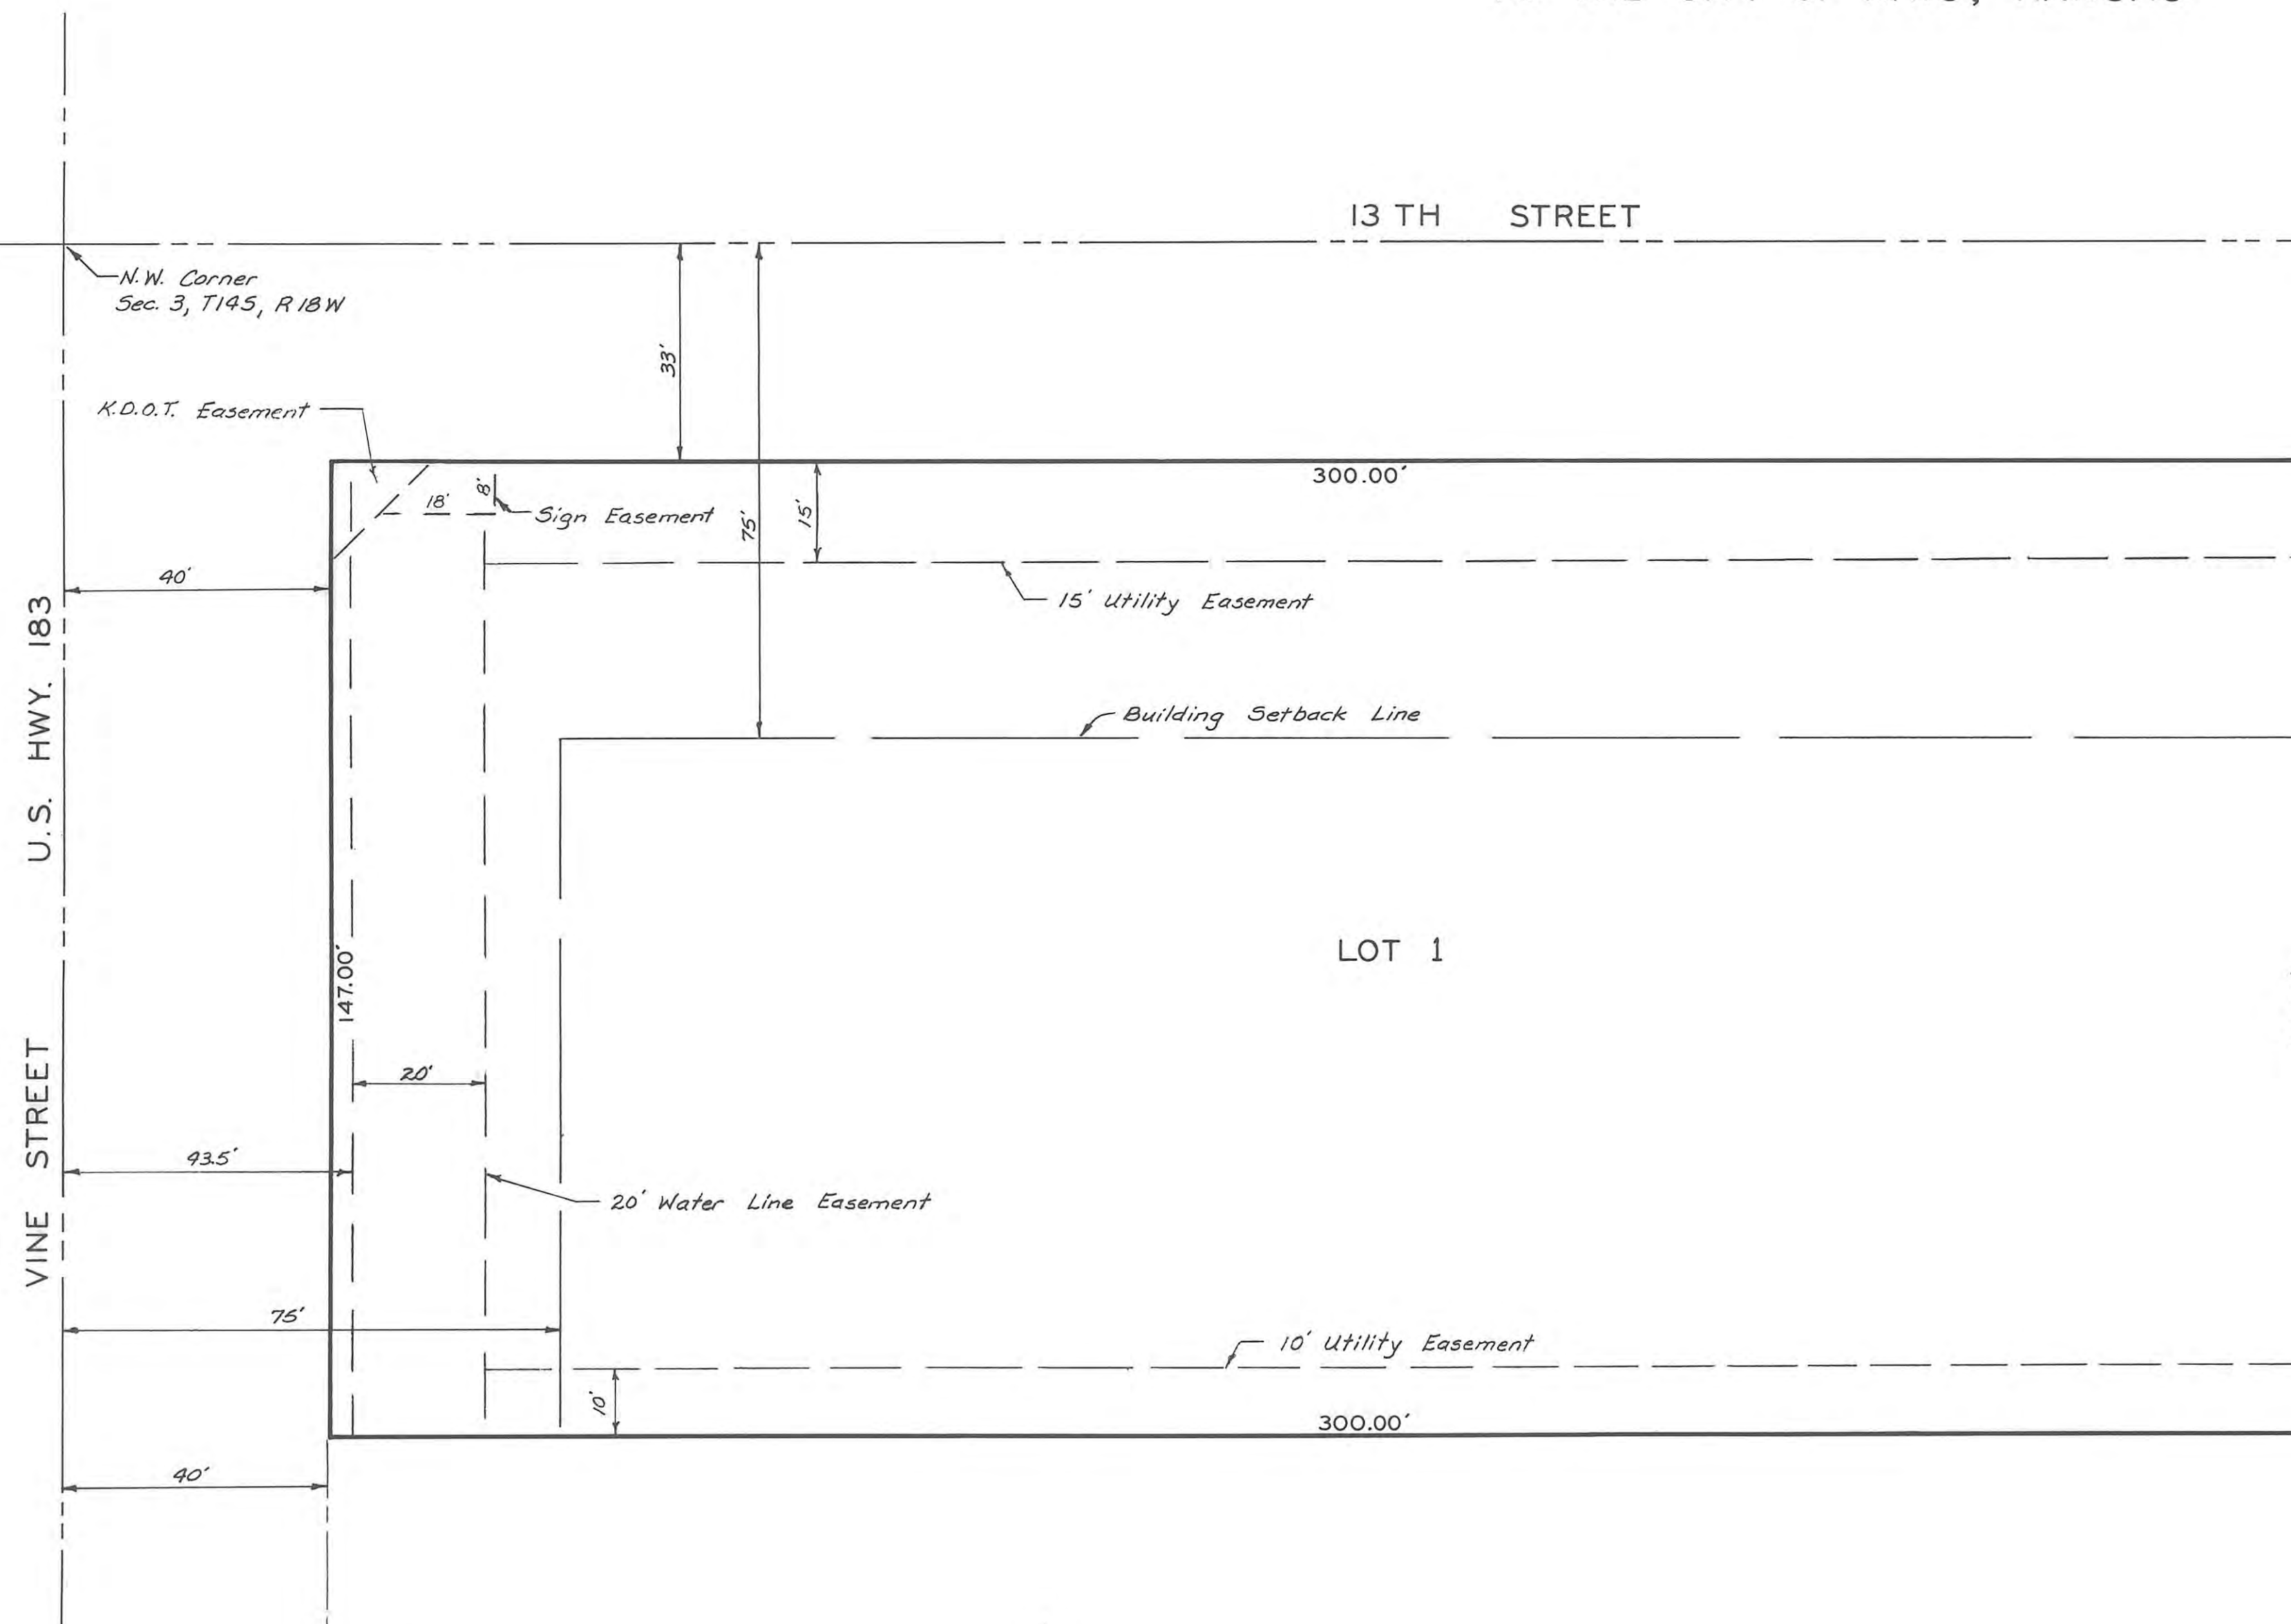 13 TH STREET
N.W. Corner
Sec. 3, T14S, R18W
33'
K.D.O.T. Easement
300.00'
18'
8'
Sign Easement
75'
15'
40'
15' Utility Easement
U.S. HWY. 183
Building Setback Line
LOT 1
147.00'
20'
VINE STREET
43.5'
20' Water Line Easement
75'
10' Utility Easement
10'
300.00'
40'